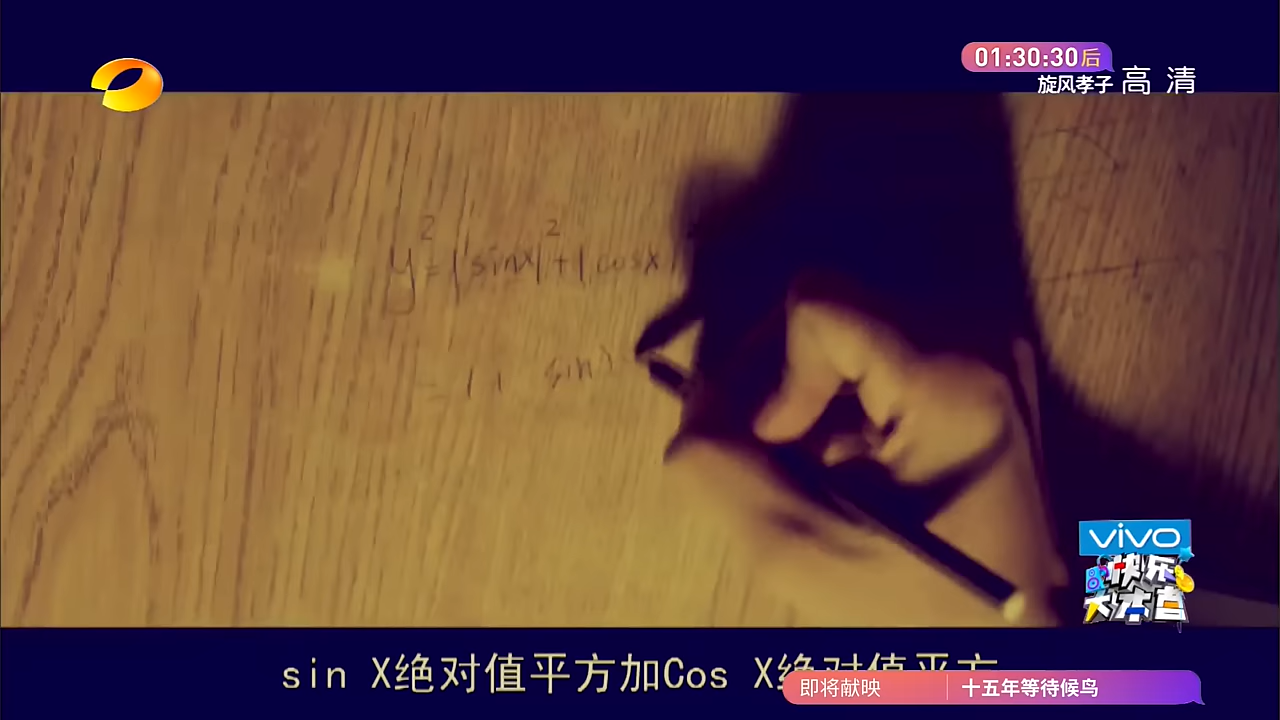 01:30:30后
旋风孝子 高清
y²=|sinx|²+|cosx|
= sin
vivo
快乐
大本营
sin X绝对值平方加Cos X绝对值平方
即将献映 十五年等待候鸟